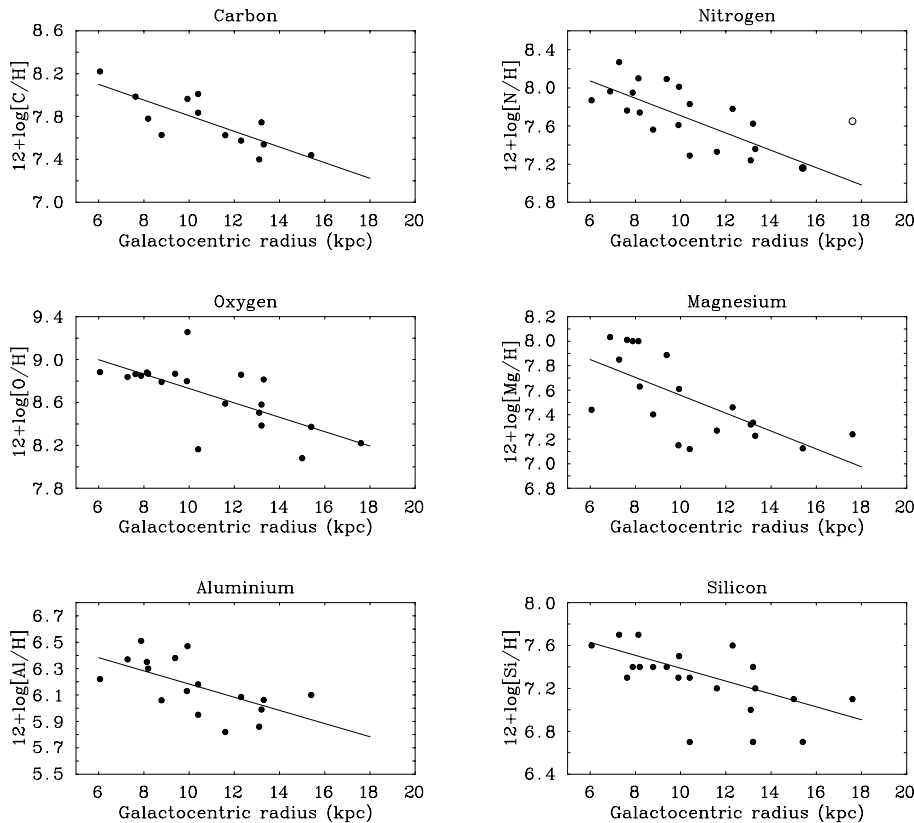 Carbon
8.6
8.2
7.8
7.4
7.0
12+log[C/H]
6 8 10 12 14 16 18 20
Galactocentric radius (kpc)
Nitrogen
8.4
8.0
7.6
7.2
6.8
12+log[N/H]
6 8 10 12 14 16 18 20
Galactocentric radius (kpc)
Oxygen
9.4
9.0
8.6
8.2
7.8
12+log[O/H]
6 8 10 12 14 16 18 20
Galactocentric radius (kpc)
Magnesium
8.2
8.0
7.8
7.6
7.4
7.2
7.0
6.8
12+log[Mg/H]
6 8 10 12 14 16 18 20
Galactocentric radius (kpc)
Aluminium
6.7
6.5
6.3
6.1
5.9
5.7
5.5
12+log[Al/H]
6 8 10 12 14 16 18 20
Galactocentric radius (kpc)
Silicon
8.0
7.6
7.2
6.8
6.4
12+log[Si/H]
6 8 10 12 14 16 18 20
Galactocentric radius (kpc)